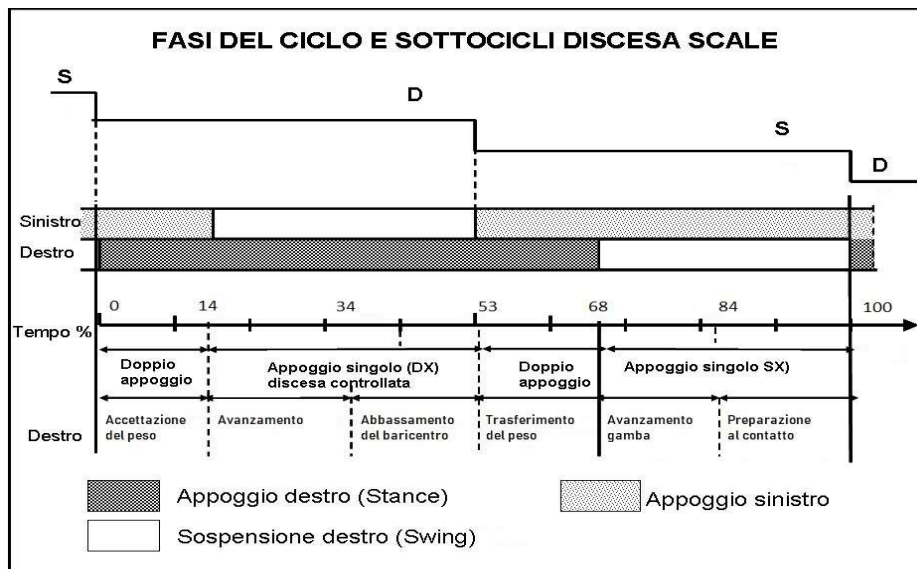 FASI DEL CICLO E SOTTOCICLI DISCESA SCALE
S
D
S
D
Sinistro
Destro
0 14 34 53 68 84 100
Tempo %
Doppio
appoggio
Appoggio singolo (DX)
discesa controllata
Doppio
appoggio
Appoggio singolo SX)
Destro
Accettazione
del peso
Avanzamento
Abbassamento
del baricentro
Trasferimento
del peso
Avanzamento
gamba
Preparazione
al contatto
Appoggio destro (Stance)
Appoggio sinistro
Sospensione destro (Swing)